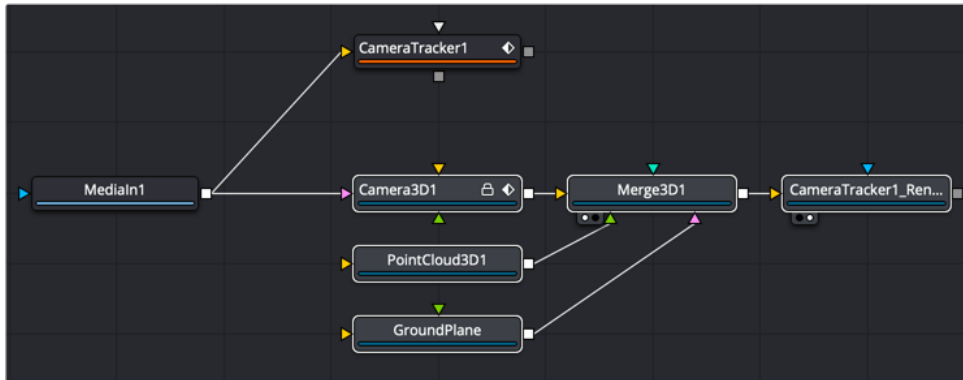 CameraTracker1
MediaIn1
Camera3D1
Merge3D1
CameraTracker1_Ren...
PointCloud3D1
GroundPlane